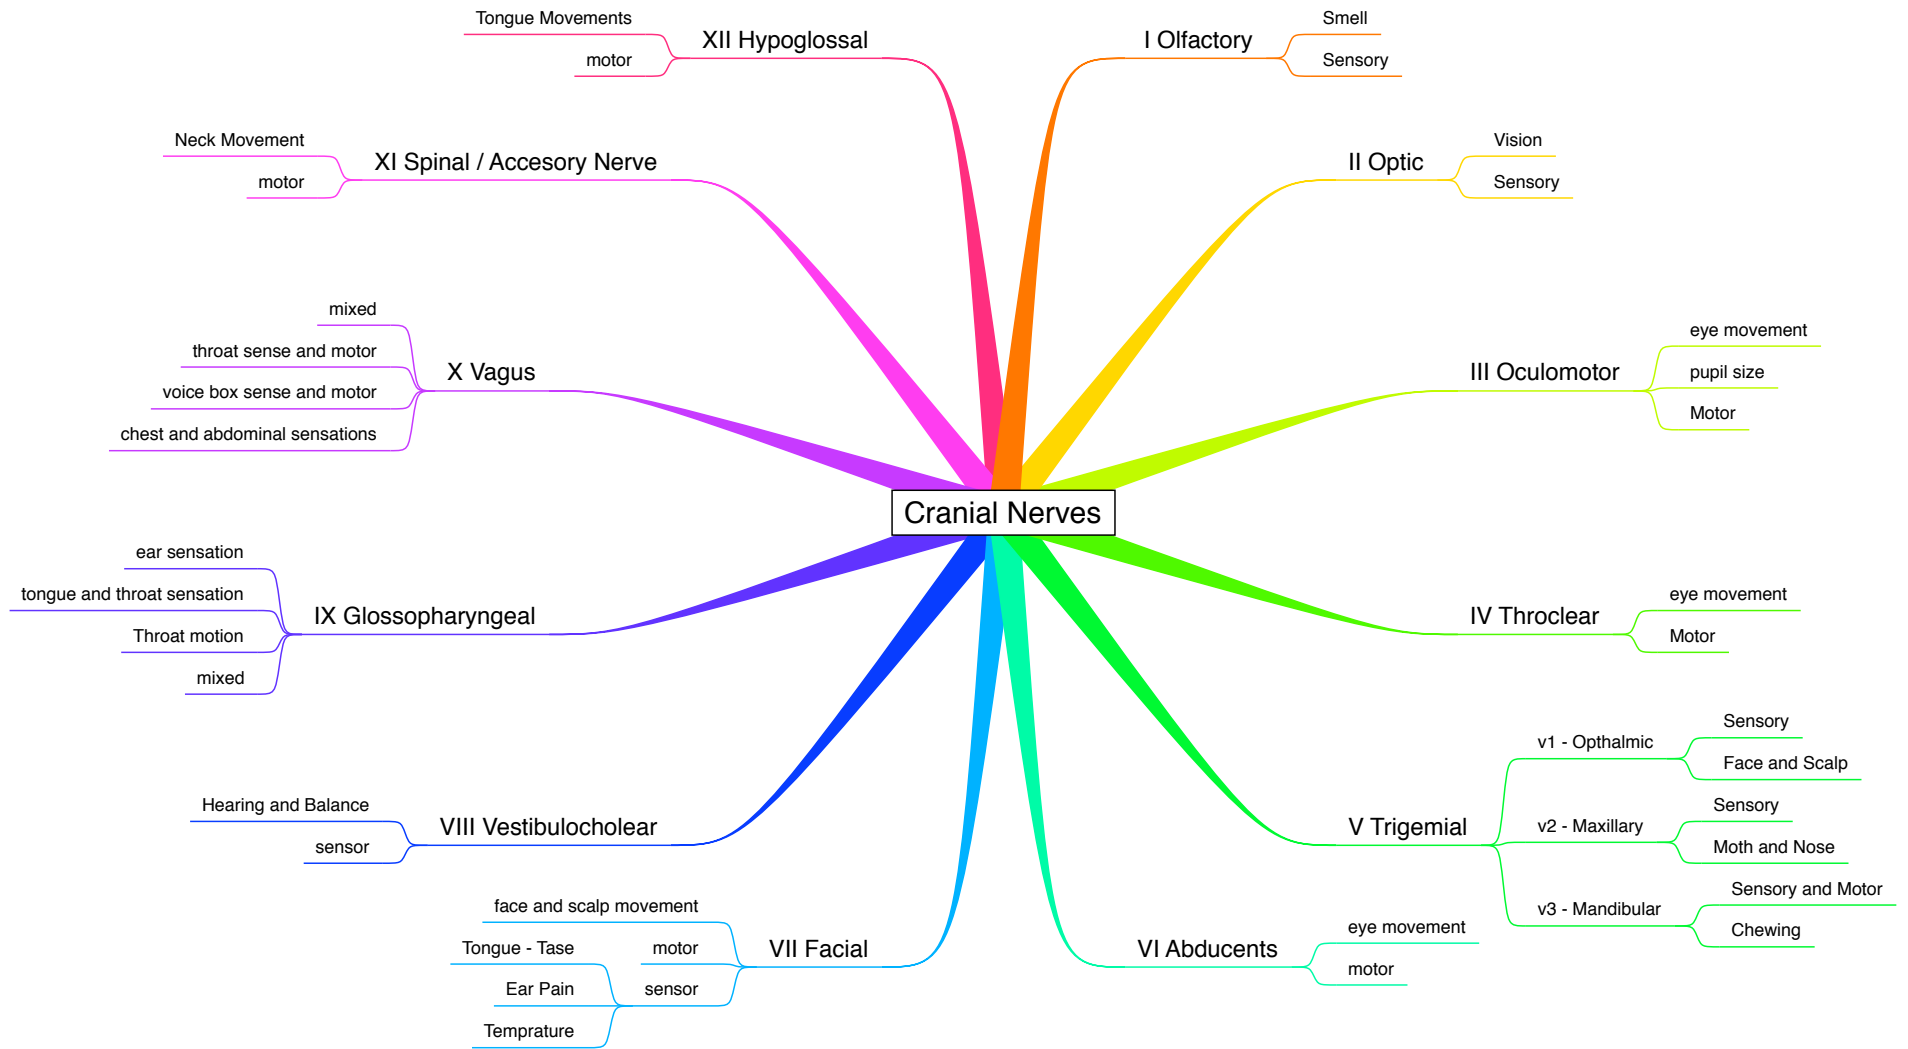 Cranial Nerves
I Olfactory
Smell
Sensory
II Optic
Vision
Sensory
III Oculomotor
eye movement
pupil size
Motor
IV Throclear
eye movement
Motor
V Trigemial
v1 - Opthalmic
Sensory
Face and Scalp
v2 - Maxillary
Sensory
Moth and Nose
v3 - Mandibular
Sensory and Motor
Chewing
VI Abducents
eye movement
motor
VII Facial
face and scalp movement
motor
sensor
Tongue - Tase
Ear Pain
Temprature
VIII Vestibulocholear
Hearing and Balance
sensor
IX Glossopharyngeal
ear sensation
tongue and throat sensation
Throat motion
mixed
X Vagus
mixed
throat sense and motor
voice box sense and motor
chest and abdominal sensations
XI Spinal / Accesory Nerve
Neck Movement
motor
XII Hypoglossal
Tongue Movements
motor